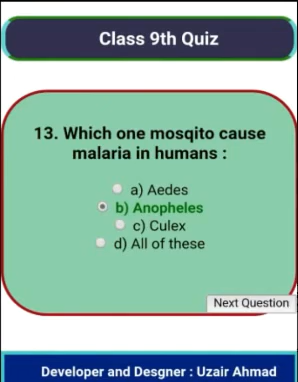 Class 9th Quiz
13. Which one mosqito cause
malaria in humans :
a) Aedes
b) Anopheles
c) Culex
d) All of these
Next Question
Developer and Desgner : Uzair Ahmad